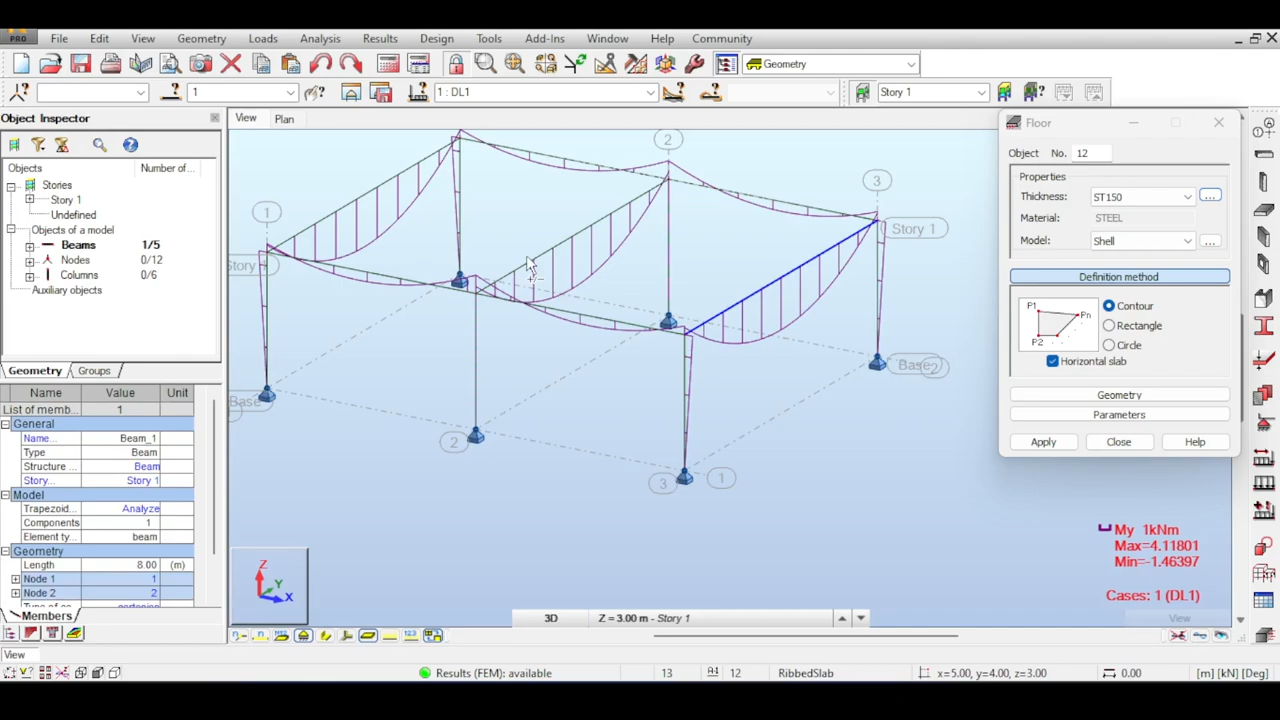 PRO File Edit View Geometry Loads Analysis Results Design Tools Add-Ins Window Help Community
Geometry
1 1 : DL1 Story 1
Object Inspector
View Plan
Objects Number of...
Stories
Story 1
Undefined
Objects of a model
Beams 1/5
Nodes 0/12
Columns 0/6
Auxiliary objects
Geometry Groups
Name Value Unit
List of memb... 1
General
Name... Beam_1
Type Beam
Structure ... Beam
Story... Story 1
Model
Trapezoid... Analyze
Components 1
Element ty... beam
Geometry
Length 8.00 (m)
Node 1 1
Node 2 2
Members
2
3
1
Story 1
Base 2
2
3 1
Z
Y
X
3D Z = 3.00 m - Story 1
My 1kNm
Max=4.11801
Min=-1.46397
Cases: 1 (DL1)
View
Floor
Object No. 12
Properties
Thickness: ST150 ...
Material: STEEL
Model: Shell ...
Definition method
P1 Pn
P2
Contour
Rectangle
Circle
Horizontal slab
Geometry
Parameters
Apply Close Help
View
Results (FEM): available 13 12 RibbedSlab x=5.00, y=4.00, z=3.00 0.00 [m] [kN] [Deg]